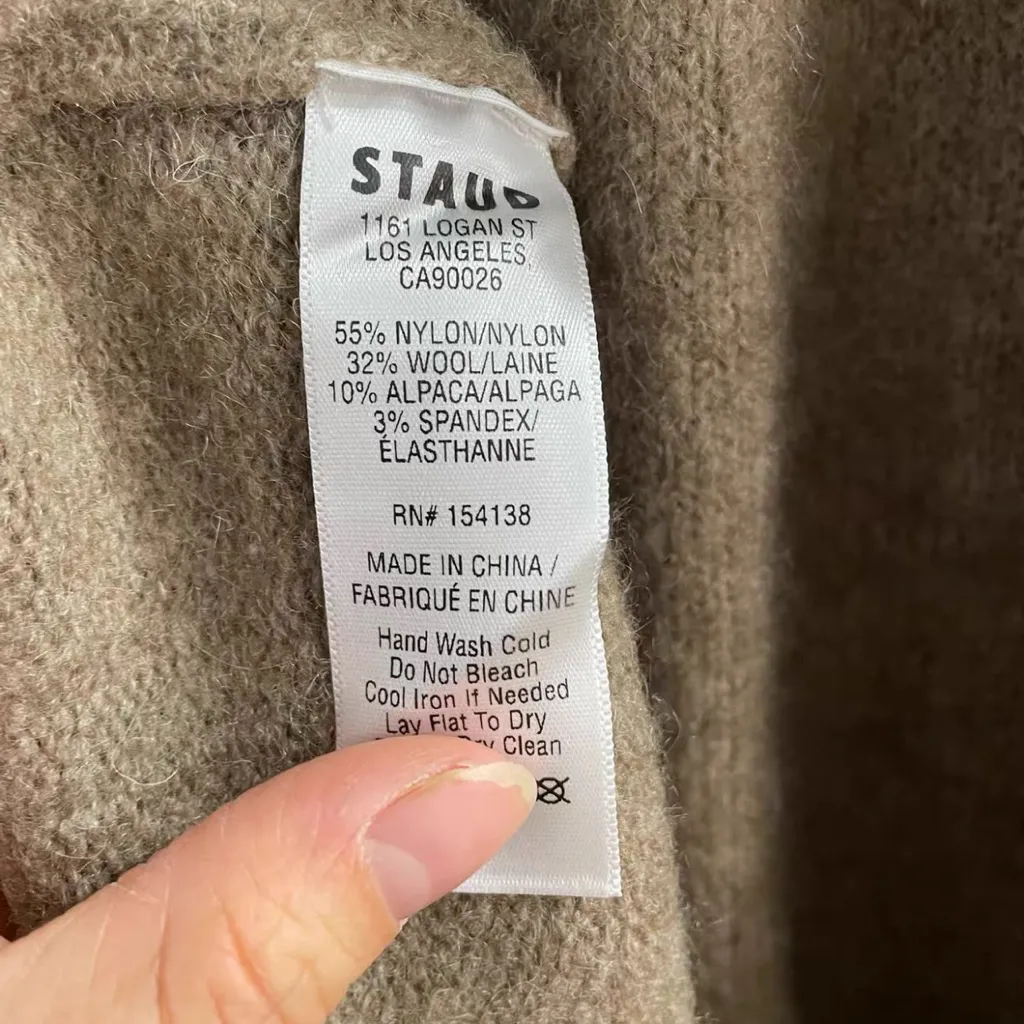 STAUD
1161 LOGAN ST
LOS ANGELES,
CA90026
55% NYLON/NYLON
32% WOOL/LAINE
10% ALPACA/ALPAGA
3% SPANDEX/
ÉLASTHANNE
RN# 154138
MADE IN CHINA /
FABRIQUÉ EN CHINE
Hand Wash Cold
Do Not Bleach
Cool Iron If Needed
Lay Flat To Dry
Dry Clean